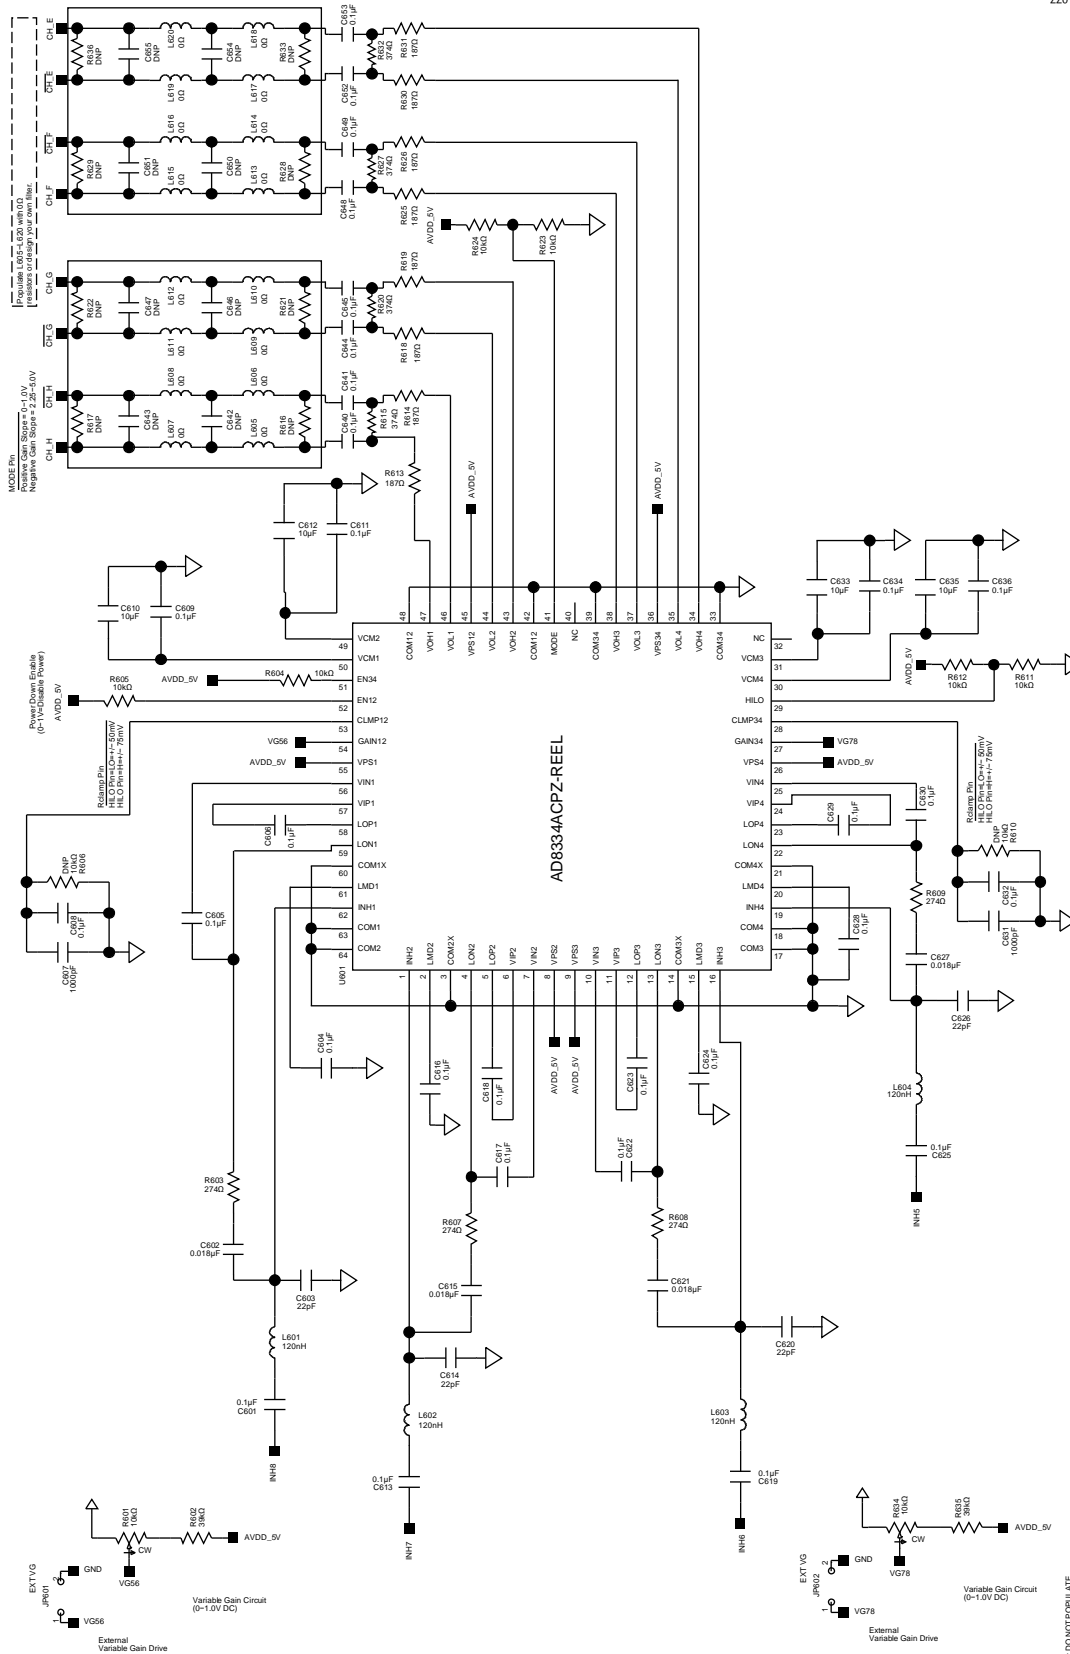 Populate L605–L620 with 0Ω
resistors or design your own filter.
CH_E
CH_E
CH_F
CH_F
CH_G
CH_G
CH_H
CH_H
R636
DNP
C655
DNP
L620
0Ω
C654
DNP
L618
0Ω
R633
DNP
L619
0Ω
L617
0Ω
C653
0.1µF
R632
374Ω
R631
187Ω
C652
0.1µF
R630
187Ω
L616
0Ω
L614
0Ω
R629
DNP
C651
DNP
L615
0Ω
C650
DNP
L613
0Ω
R628
DNP
C649
0.1µF
R627
374Ω
R626
187Ω
C648
0.1µF
R625
187Ω
AVDD_5V
R624
10kΩ
R623
10kΩ
R622
DNP
C647
DNP
L612
0Ω
C646
DNP
L610
0Ω
R621
DNP
L611
0Ω
L609
0Ω
C645
0.1µF
R620
374Ω
R619
187Ω
C644
0.1µF
R618
187Ω
L608
0Ω
L606
0Ω
R617
DNP
C643
DNP
L607
0Ω
C642
DNP
L605
0Ω
R616
DNP
C641
0.1µF
C640
0.1µF
R615
374Ω
R614
187Ω
R613
187Ω
MODE Pin
Positive Gain Slope = 0–1.0V
Negative Gain Slope = 2.25–5.0V
AVDD_5V
AVDD_5V
C612
10µF
C611
0.1µF
C610
10µF
C609
0.1µF
C633
10µF
C634
0.1µF
C635
10µF
C636
0.1µF
48 47 46 45 44 43 42 41 40 39 38 37 36 35 34 33
COM12
VOH1
VOL1
VPS12
VOL2
VOH2
COM12
MODE
NC
COM34
VOH3
VOL3
VPS34
VOL4
VOH4
COM34
49 VCM2
50 VCM1
51 EN34
52 EN12
53 CLMP12
54 GAIN12
55 VPS1
56 VIN1
57 VIP1
58 LOP1
59 LON1
60 COM1X
61 LMD1
62 INH1
63 COM1
64 COM2
NC 32
VCM3 31
VCM4 30
HILO 29
CLMP34 28
GAIN34 27
VPS4 26
VIN4 25
VIP4 24
LOP4 23
LON4 22
COM4X 21
LMD4 20
INH4 19
COM4 18
COM3 17
AD8334ACPZ-REEL
U601
INH2
LMD2
COM2X
LON2
LOP2
VIP2
VIN2
VPS2
VPS3
VIN3
VIP3
LOP3
LON3
COM3X
LMD3
INH3
1 2 3 4 5 6 7 8 9 10 11 12 13 14 15 16
Power Down Enable
(0–1V=Disable Power)
AVDD_5V
R605
10kΩ
AVDD_5V
R604
10kΩ
VG56
AVDD_5V
Rclamp Pin
HILO Pin=LO=+/– 50mV
HILO Pin=H=+/– 75mV
C606
0.1µF
DNP
10kΩ
R606
C608
0.1µF
C607
1000pF
C605
0.1µF
AVDD_5V
R612
10kΩ
R611
10kΩ
VG78
AVDD_5V
Rclamp Pin
HILO Pin=LO=+/– 50mV
HILO Pin=H=+/– 75mV
C630
0.1µF
C629
0.1µF
DNP
10kΩ
R610
C632
0.1µF
C631
1000pF
R609
274Ω
C628
0.1µF
C627
0.018µF
C626
22pF
L604
120nH
0.1µF
C625
INH5
C604
0.1µF
C616
0.1µF
C618
0.1µF
AVDD_5V
AVDD_5V
C623
0.1µF
C624
0.1µF
C617
0.1µF
0.1µF
C622
R603
274Ω
C602
0.018µF
C603
22pF
L601
120nH
0.1µF
C601
INH8
R607
274Ω
C615
0.018µF
C614
22pF
L602
120nH
0.1µF
C613
INH7
R608
274Ω
C621
0.018µF
C620
22pF
L603
120nH
0.1µF
C619
INH6
R601
10kΩ
R602
39kΩ
AVDD_5V
CW
VG56
EXT VG
JP601
2
GND
1
VG56
Variable Gain Circuit
(0–1.0V DC)
External
Variable Gain Drive
R634
10kΩ
R635
39kΩ
AVDD_5V
CW
VG78
EXT VG
JP602
2
GND
1
VG78
Variable Gain Circuit
(0–1.0V DC)
External
Variable Gain Drive
DO NOT POPULATE